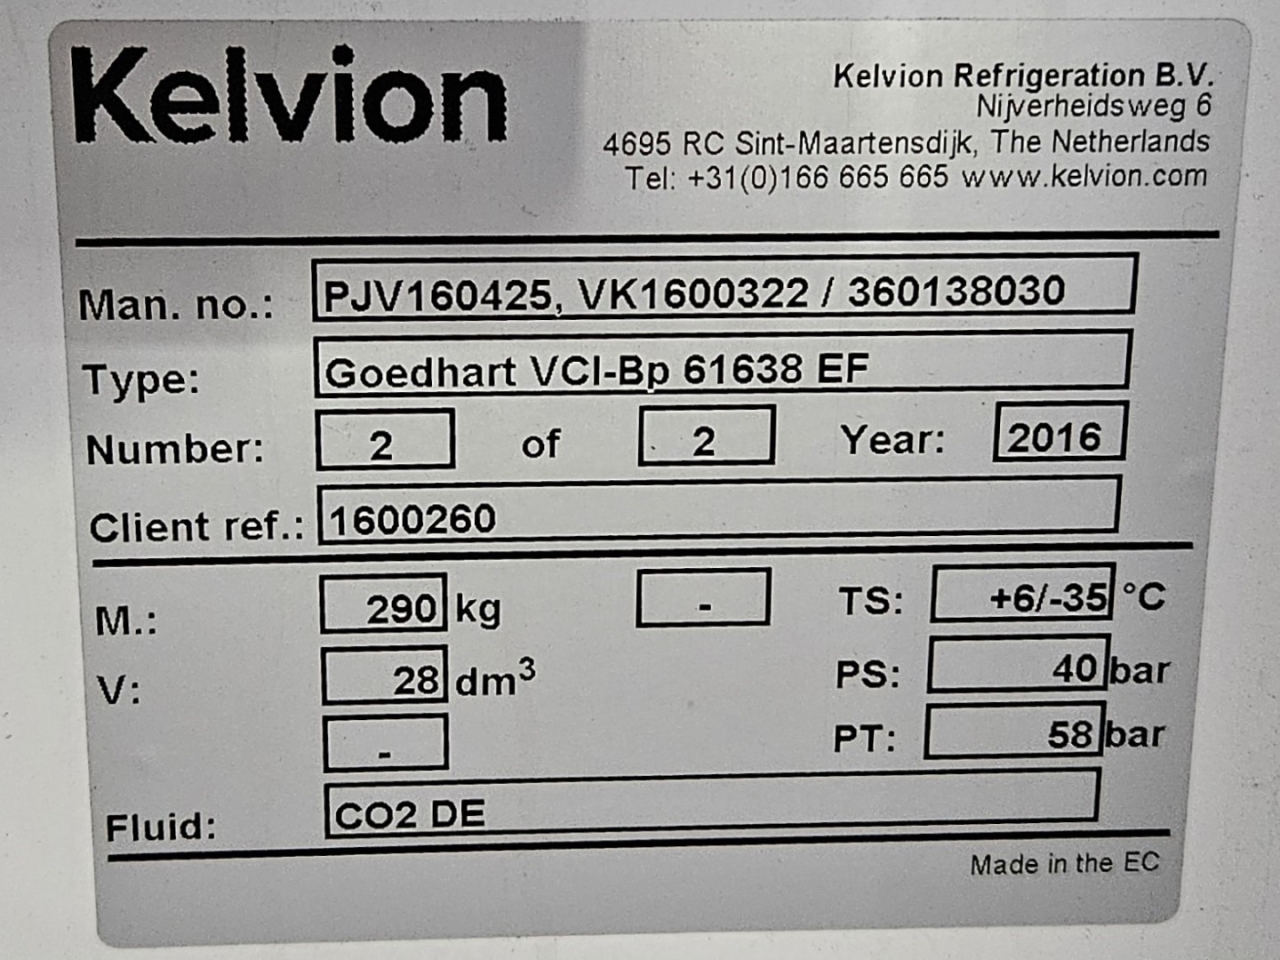 Kelvion
Kelvion Refrigeration B.V.
Nijverheidsweg 6
4695 RC Sint-Maartensdijk, The Netherlands
Tel: +31(0)166 665 665 www.kelvion.com
Man. no.: PJV160425, VK1600322 / 360138030
Type: Goedhart VCI-Bp 61638 EF
Number: 2 of 2 Year: 2016
Client ref.: 1600260
M.: 290 kg - TS: +6/-35 °C
V: 28 dm³ PS: 40 bar
- PT: 58 bar
Fluid: CO2 DE
Made in the EC